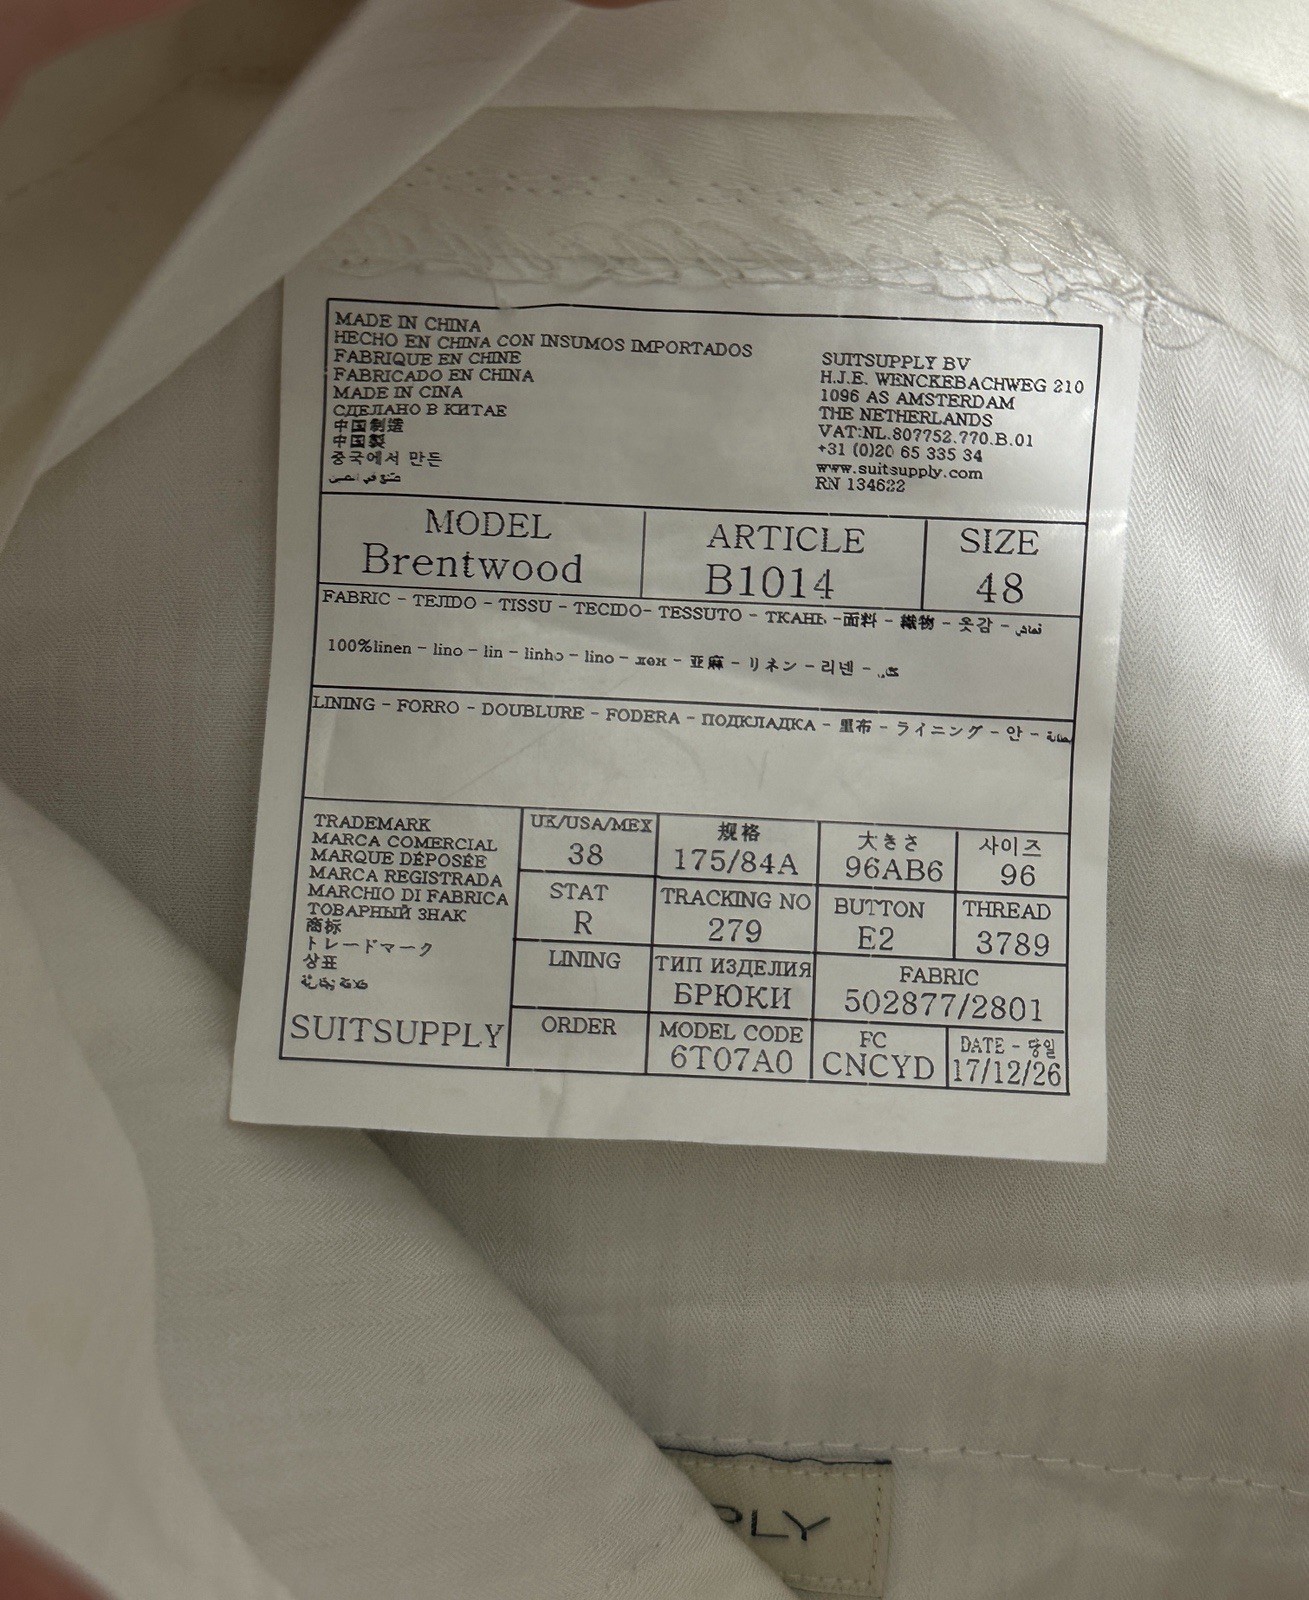 MADE IN CHINA
HECHO EN CHINA CON INSUMOS IMPORTADOS
FABRIQUE EN CHINE
FABRICADO EN CHINA
MADE IN CINA
СДЕЛАНО В КИТАЕ
中国制造
中国製
중국에서 만든
صنع في الصين
SUITSUPPLY BV
H.J.E. WENCKEBACHWEG 210
1096 AS AMSTERDAM
THE NETHERLANDS
VAT:NL.807752.770.B.01
+31 (0)20 65 335 34
www.suitsupply.com
RN 134622
MODEL
Brentwood
ARTICLE
B1014
SIZE
48
FABRIC - TEJIDO - TISSU - TECIDO- TESSUTO - ТКАНЬ -面料 - 織物 - 옷감 - قماش
100%linen - lino - lin - linho - lino - лен - 亚麻 - リネン - 리넨 -
LINING - FORRO - DOUBLURE - FODERA - ПОДКЛАДКА - 里布 - ライニング - 안 -
TRADEMARK
MARCA COMERCIAL
MARQUE DÉPOSÉE
MARCA REGISTRADA
MARCHIO DI FABRICA
ТОВАРНЫЙ ЗНАК
商标
トレードマーク
상표
SUITSUPPLY
UK/USA/MEX
38
规格
175/84A
大きさ
96AB6
사이즈
96
STAT
R
TRACKING NO
279
BUTTON
E2
THREAD
3789
LINING
ТИП ИЗДЕЛИЯ
БРЮКИ
FABRIC
502877/2801
ORDER
MODEL CODE
6T07A0
FC
CNCYD
DATE - 당일
17/12/26
PLY